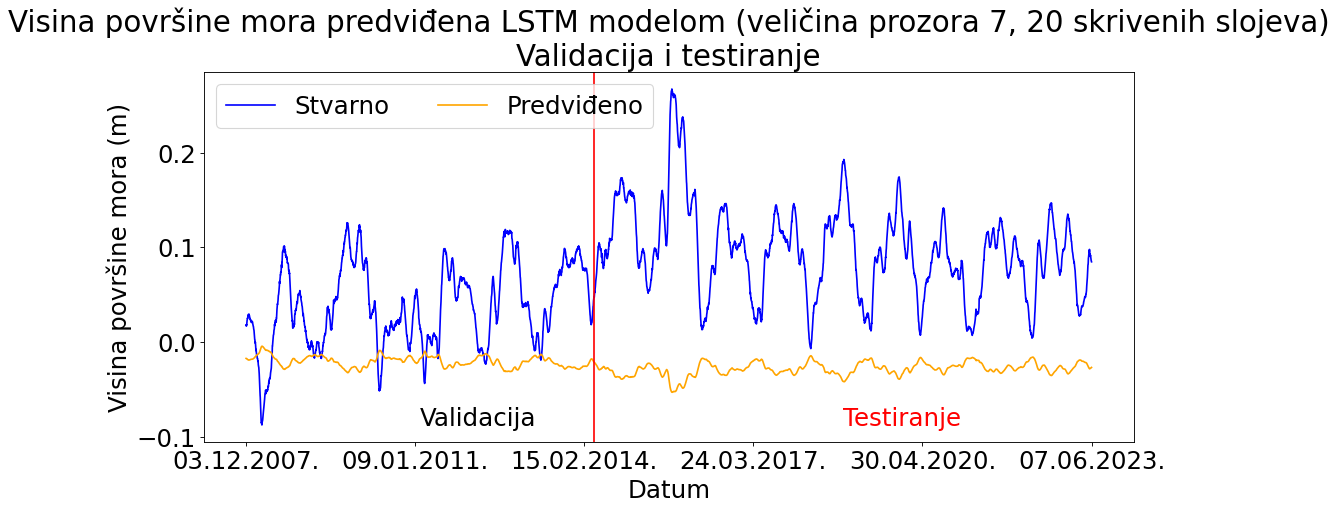 Visina površine mora predviđena LSTM modelom (veličina prozora 7, 20 skrivenih slojeva)
Validacija i testiranje
Stvarno
Predviđeno
Visina površine mora (m)
0.2
0.1
0.0
−0.1
Validacija
Testiranje
03.12.2007.
09.01.2011.
15.02.2014.
24.03.2017.
30.04.2020.
07.06.2023.
Datum